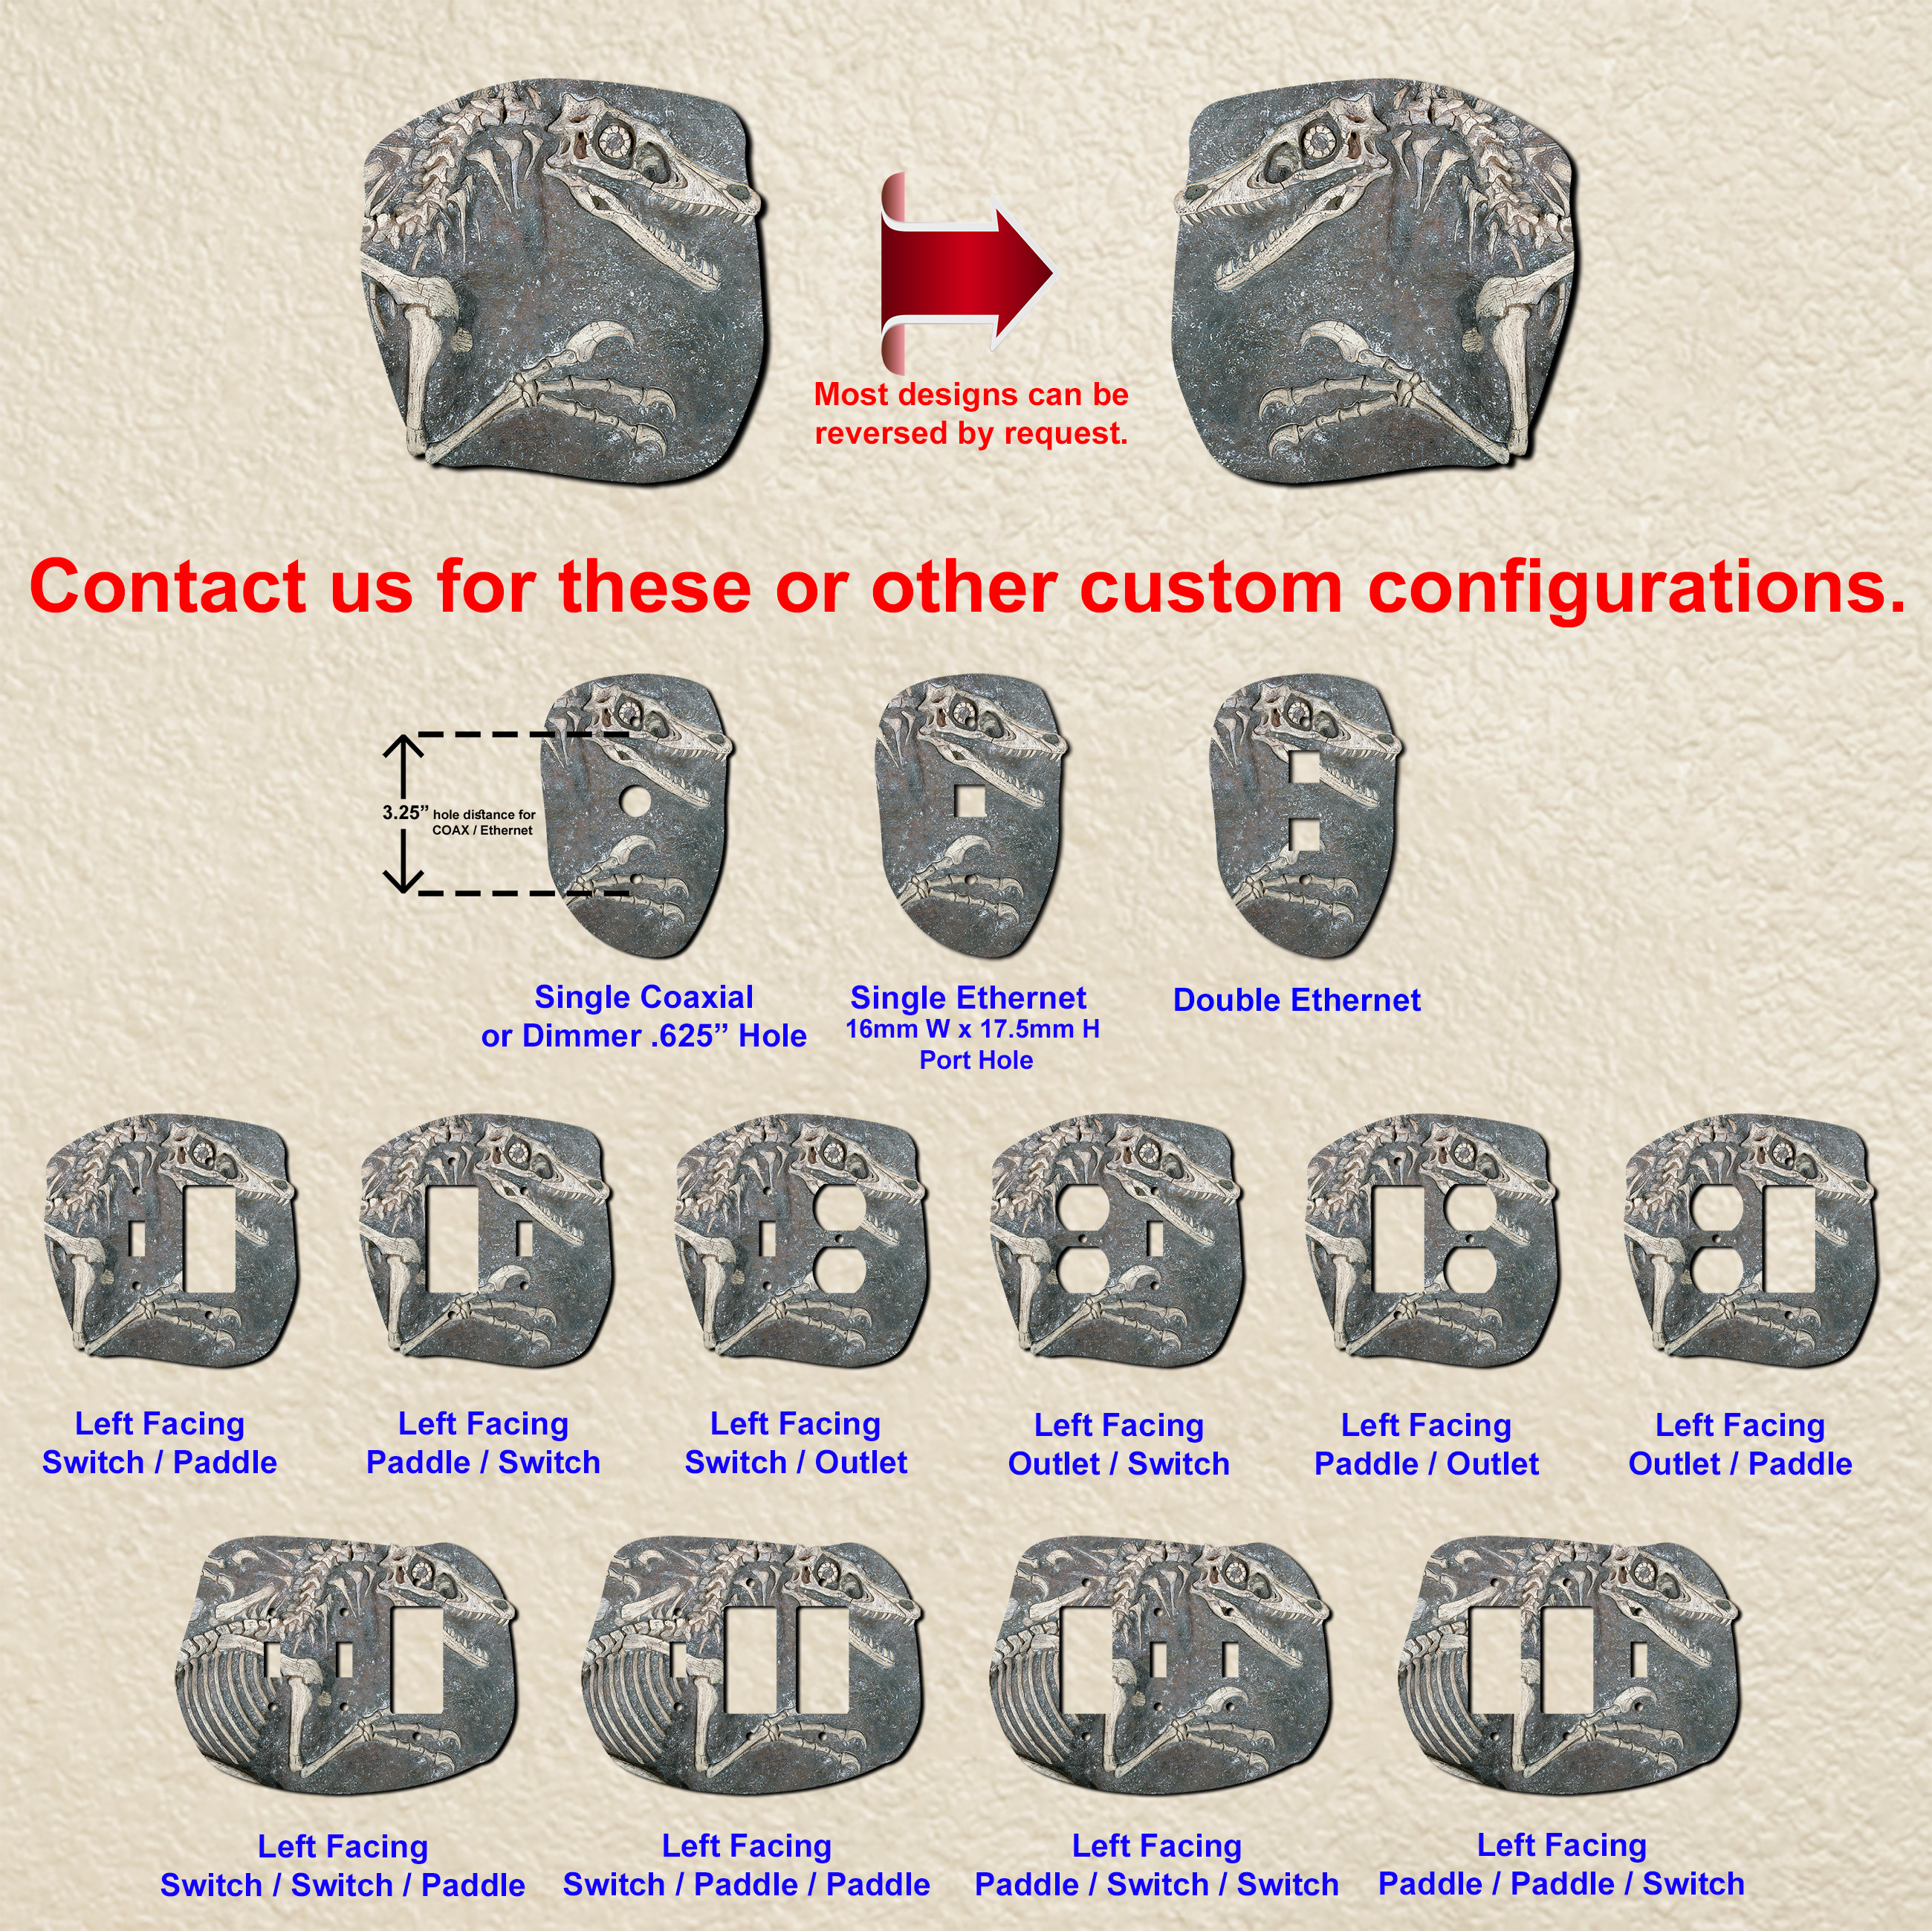 Most designs can be
reversed by request.
Contact us for these or other custom configurations.
3.25” hole distance for
COAX / Ethernet
Single Coaxial
or Dimmer .625” Hole
Single Ethernet
16mm W x 17.5mm H
Port Hole
Double Ethernet
Left Facing
Switch / Paddle
Left Facing
Paddle / Switch
Left Facing
Switch / Outlet
Left Facing
Outlet / Switch
Left Facing
Paddle / Outlet
Left Facing
Outlet / Paddle
Left Facing
Switch / Switch / Paddle
Left Facing
Switch / Paddle / Paddle
Left Facing
Paddle / Switch / Switch
Left Facing
Paddle / Paddle / Switch